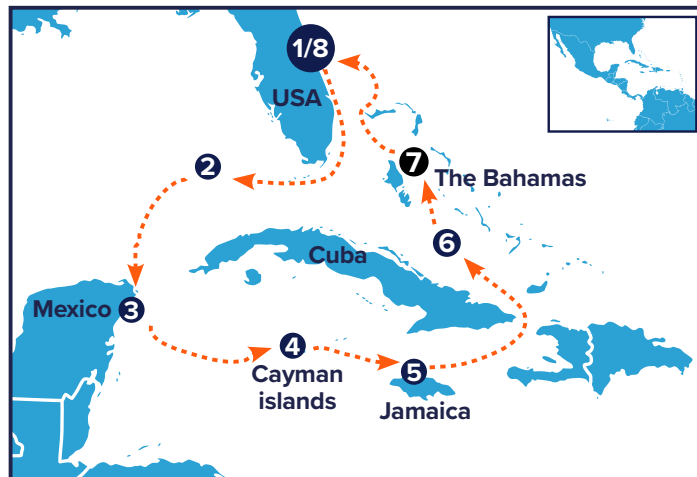 1/8
USA
2
7
The Bahamas
6
Cuba
Mexico 3
4
Cayman
islands
5
Jamaica